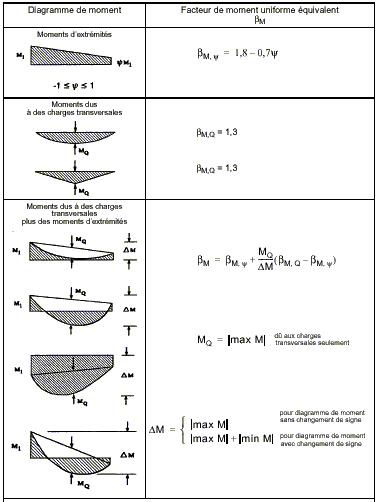 Diagramme de moment
Facteur de moment uniforme équivalent
βM
Moments d'extrémités
M1
ψM1
-1 ≤ ψ ≤ 1
βM, ψ = 1,8 – 0,7ψ
Moments dus
à des charges transversales
MQ
MQ
βM,Q = 1,3
βM,Q = 1,3
Moments dus à des charges
transversales
plus des moments d'extrémités
M1
MQ
ΔM
M1
MQ
ΔM
MQ
ΔM
M1
MQ
ΔM
βM = βM, ψ + MQ/ΔM (βM, Q – βM, ψ)
MQ = |max M|
dû aux charges
transversales seulement
ΔM = {
|max M|
pour diagramme de moment
sans changement de signe
|max M| + |min M|
pour diagramme de moment
avec changement de signe